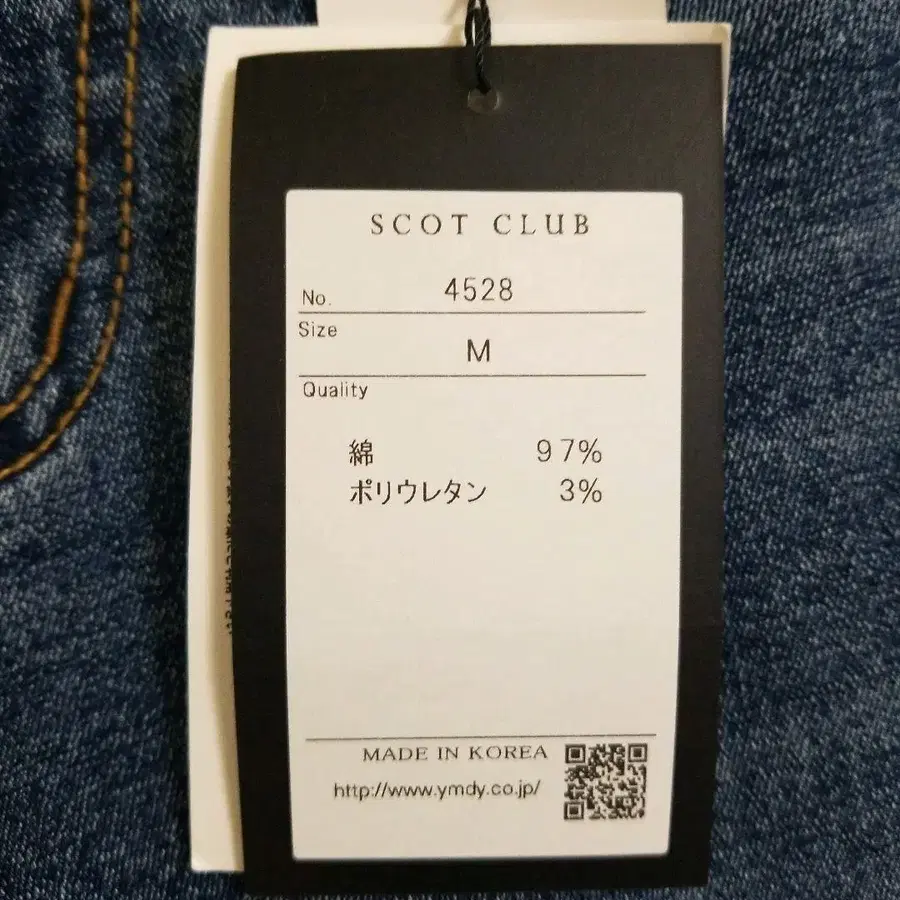 SCOT CLUB
No. 4528
Size
M
Quality
綿 97%
ポリウレタン 3%
MADE IN KOREA
http://www.ymdy.co.jp/